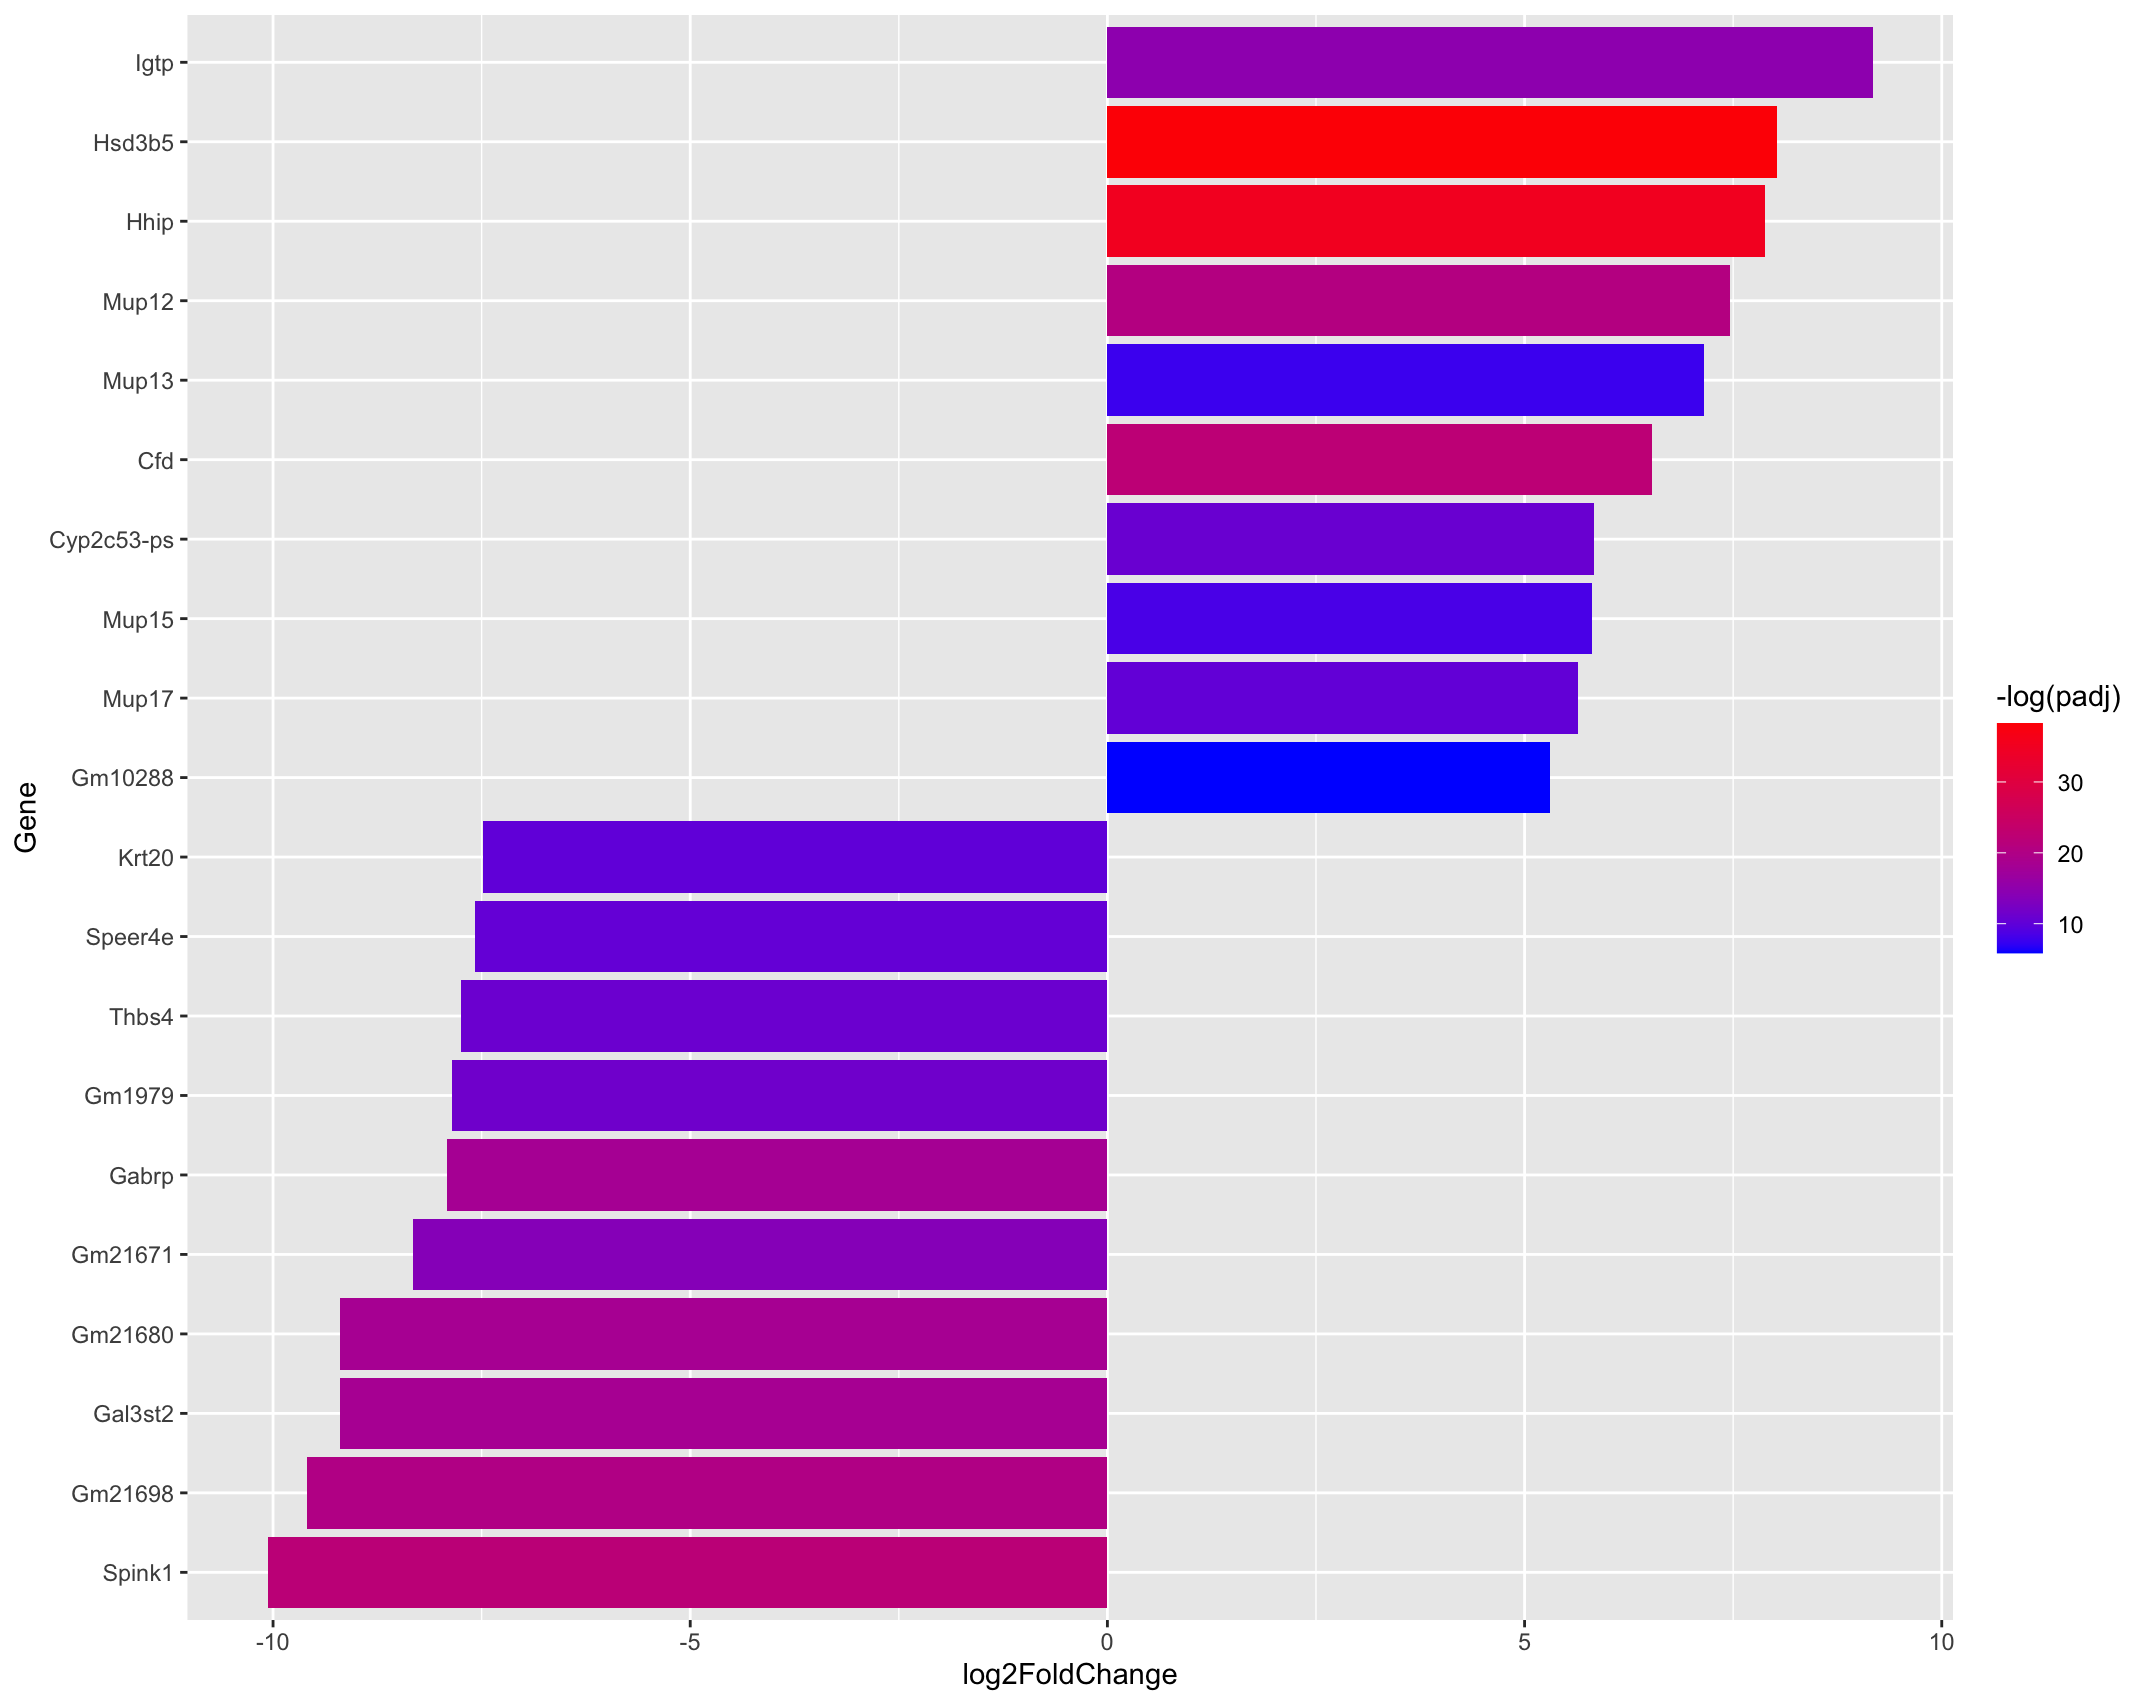 Igtp
Hsd3b5
Hhip
Mup12
Mup13
Cfd
Cyp2c53-ps
Mup15
Mup17
Gm10288
Krt20
Speer4e
Thbs4
Gm1979
Gabrp
Gm21671
Gm21680
Gal3st2
Gm21698
Spink1
Gene
-10 -5 0 5 10
log2FoldChange
-log(padj)
30
20
10